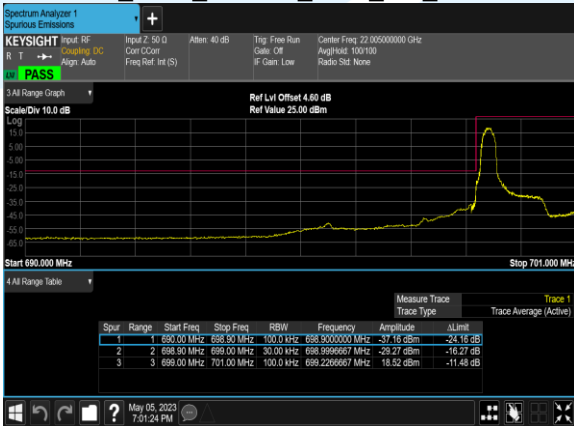 Spectrum Analyzer 1
Spurious Emissions
+
KEYSIGHT Input: RF Input Z: 50 Ω Atten: 40 dB Trig: Free Run Center Freq: 22.005000000 GHz
R T Coupling: DC Corr CCorr Gate: Off Avg|Hold: 100/100
Align: Auto Freq Ref: Int (S) IF Gain: Low Radio Std: None
PASS
3 All Range Graph
Ref Lvl Offset 4.60 dB
Scale/Div 10.0 dB Ref Value 25.00 dBm
Log
15.0
5.00
-5.00
-15.0
-25.0
-35.0
-45.0
-55.0
-65.0
Start 690.000 MHz Stop 701.000 MHz
4 All Range Table
Measure Trace Trace 1
Trace Type Trace Average (Active)
Spur Range Start Freq Stop Freq RBW Frequency Amplitude ΔLimit
1 1 690.00 MHz 698.90 MHz 100.0 kHz 698.9000000 MHz -37.16 dBm -24.16 dB
2 2 698.90 MHz 699.00 MHz 30.00 kHz 698.9996667 MHz -29.27 dBm -16.27 dB
3 3 699.00 MHz 701.00 MHz 100.0 kHz 699.2266667 MHz 18.52 dBm -11.48 dB
? May 05, 2023
7:01:24 PM